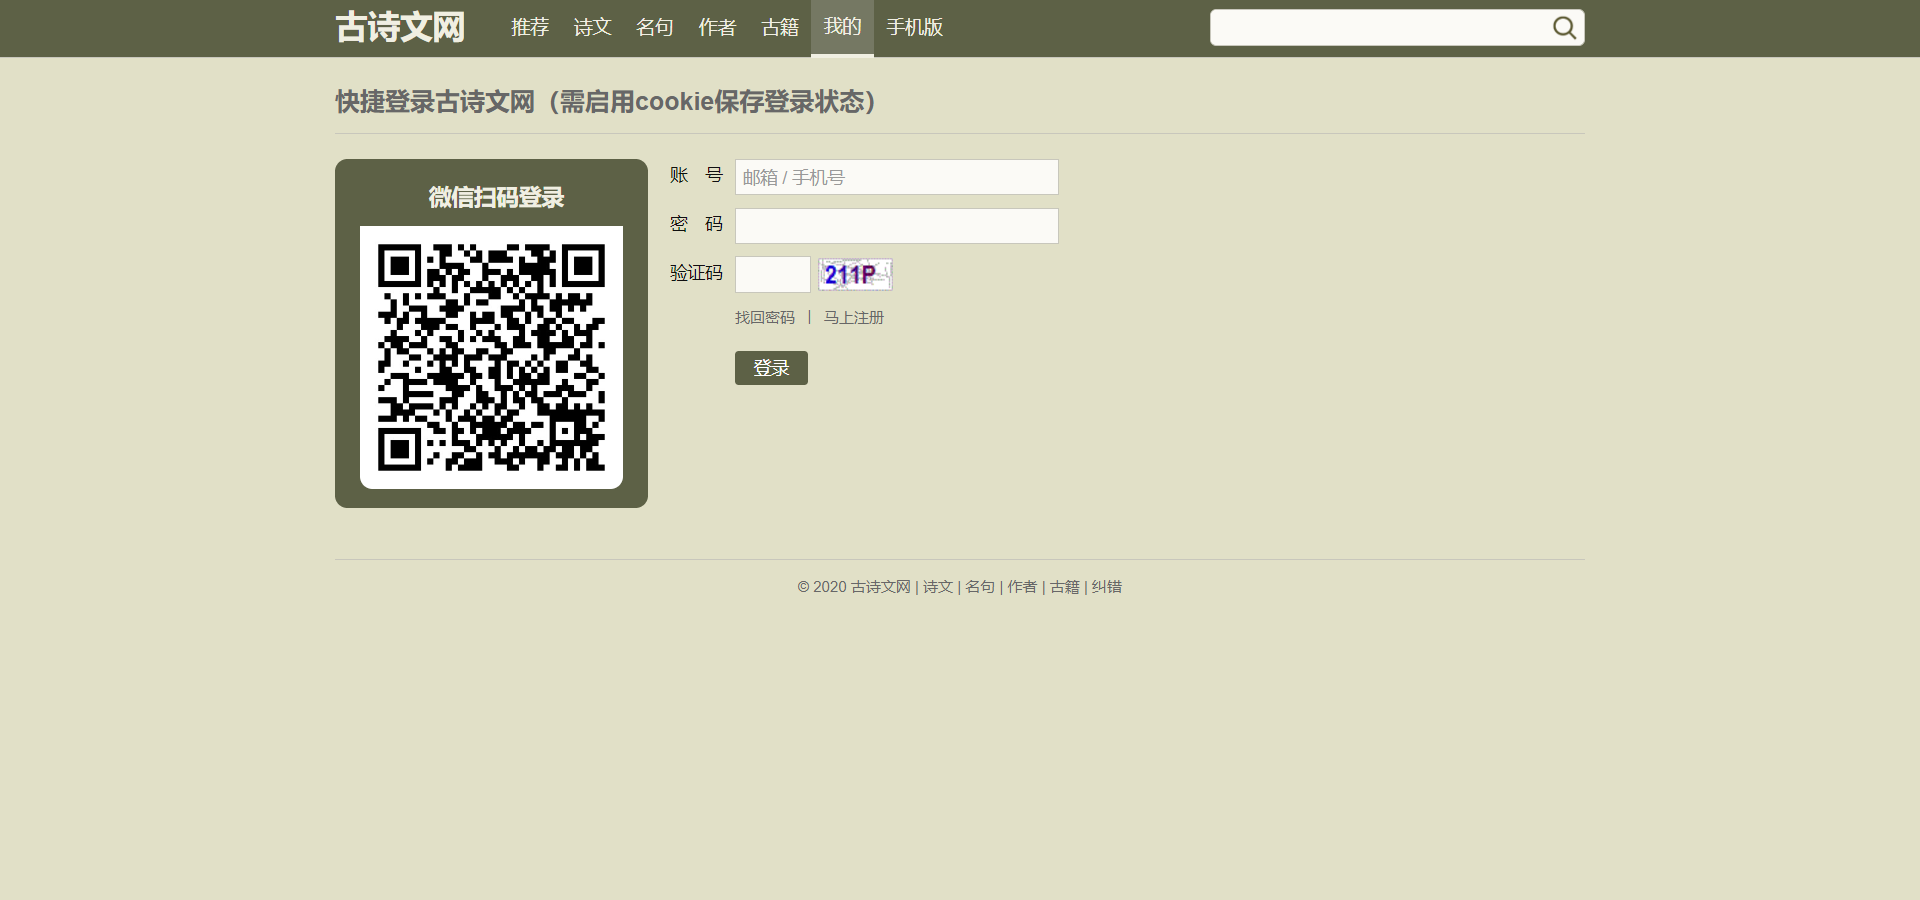 古诗文网 推荐 诗文 名句 作者 古籍 我的 手机版
快捷登录古诗文网（需启用cookie保存登录状态）
微信扫码登录
账 号 邮箱 / 手机号
密 码
验证码 211P
找回密码 | 马上注册
登录
© 2020 古诗文网 | 诗文 | 名句 | 作者 | 古籍 | 纠错